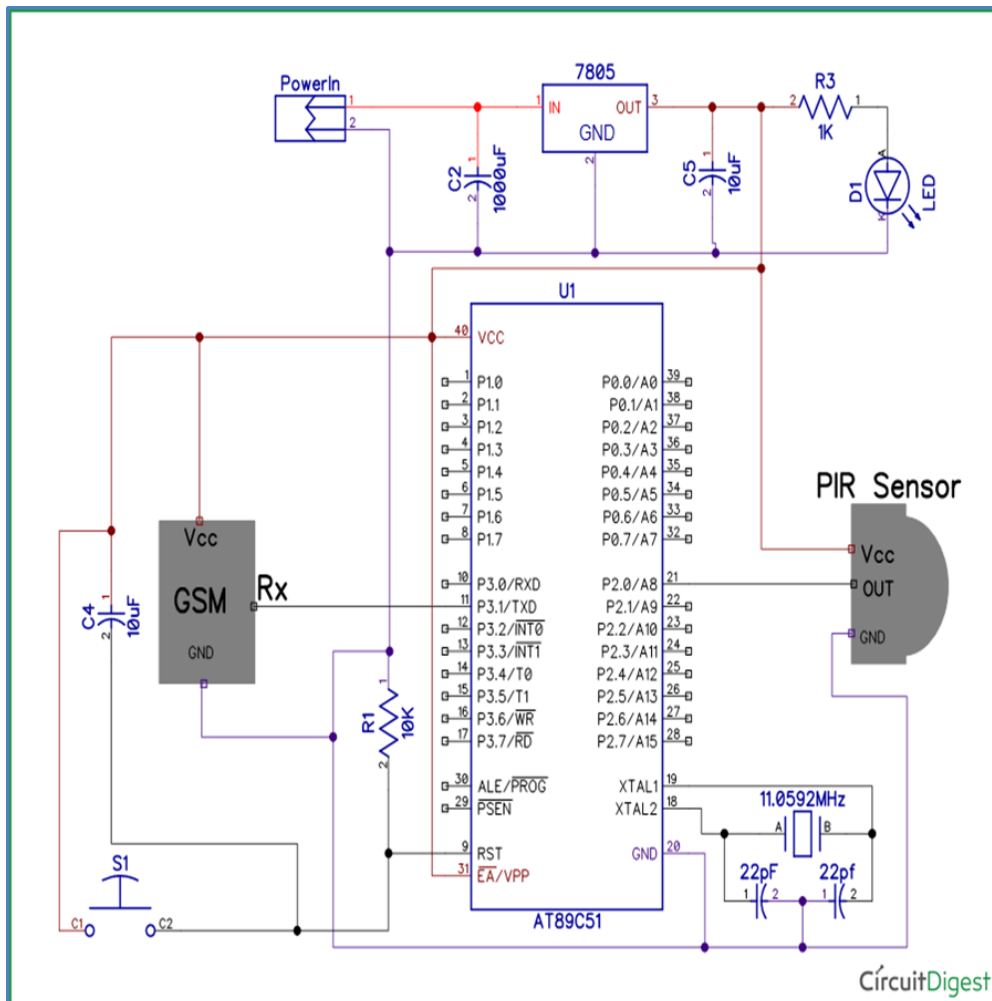 PowerIn
1
2
C2
1000uF
1
2
7805
1
IN
OUT
3
GND
2
C5
10uF
1
2
R3
2
1
1K
D1
A
K
LED
U1
40
VCC
1
P1.0
2
P1.1
3
P1.2
4
P1.3
5
P1.4
6
P1.5
7
P1.6
8
P1.7
10
P3.0/RXD
11
P3.1/TXD
12
P3.2/INT0
13
P3.3/INT1
14
P3.4/T0
15
P3.5/T1
16
P3.6/WR
17
P3.7/RD
30
ALE/PROG
29
PSEN
9
RST
31
EA/VPP
P0.0/A0
39
P0.1/A1
38
P0.2/A2
37
P0.3/A3
36
P0.4/A4
35
P0.5/A5
34
P0.6/A6
33
P0.7/A7
32
P2.0/A8
21
P2.1/A9
22
P2.2/A10
23
P2.3/A11
24
P2.4/A12
25
P2.5/A13
26
P2.6/A14
27
P2.7/A15
28
XTAL1
19
XTAL2
18
GND
20
AT89C51
Vcc
GSM
GND
Rx
C4
10uF
1
2
R1
10K
1
2
S1
C1
C2
PIR Sensor
Vcc
OUT
GND
11.0592MHz
A
B
22pF
22pf
1
2
1
2
CircuitDigest